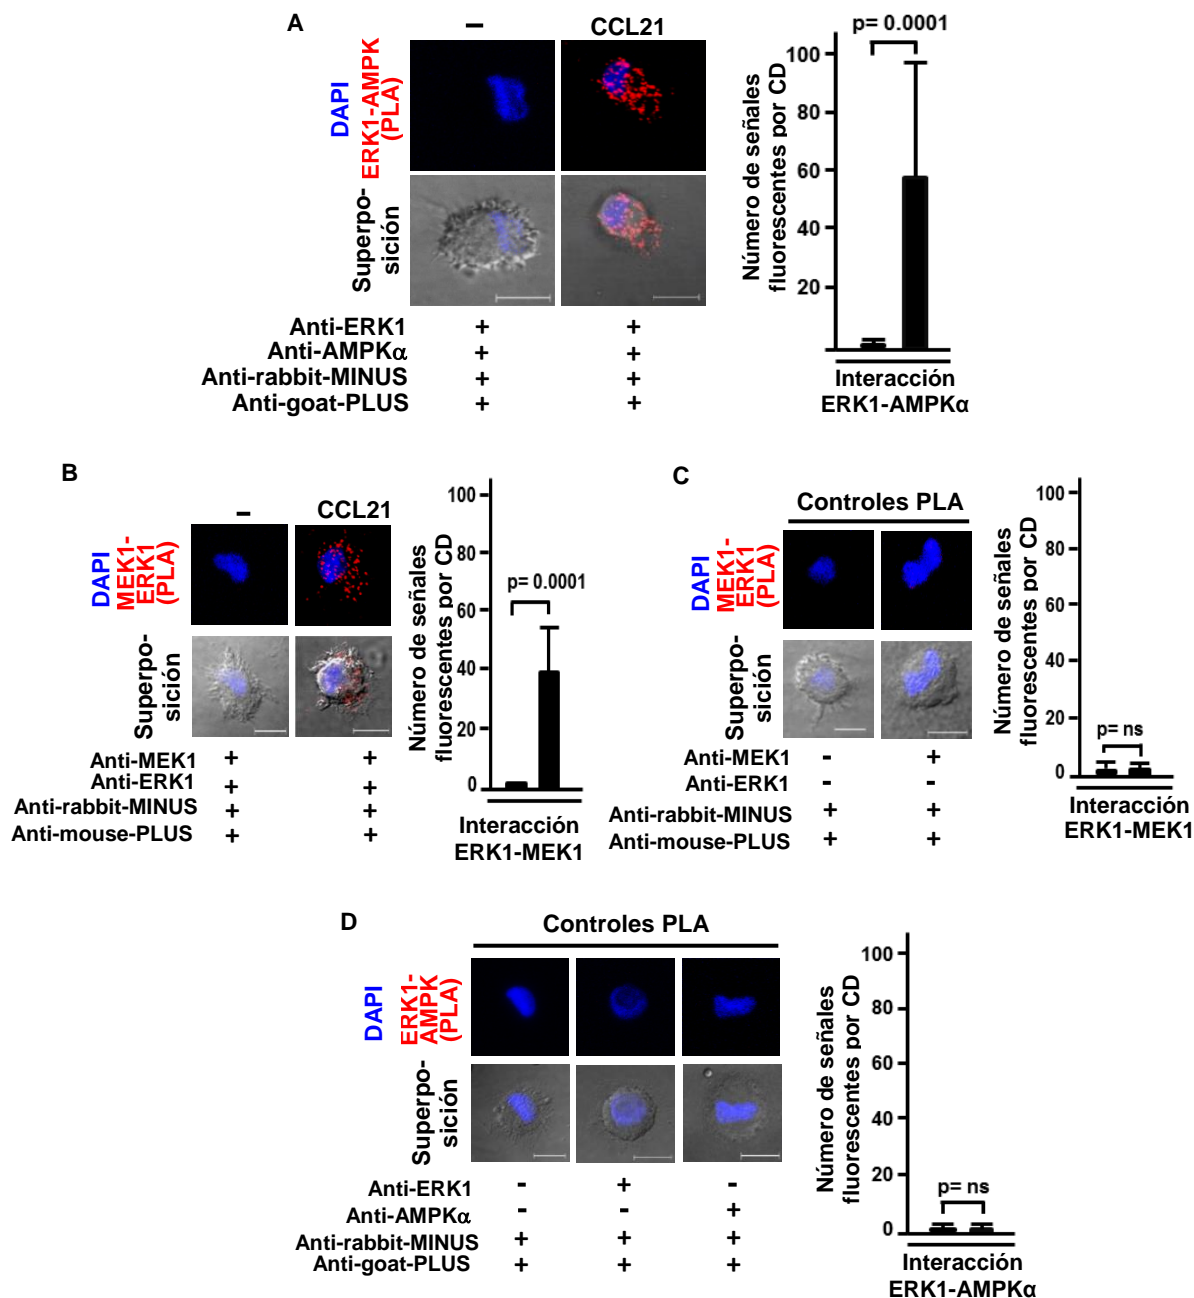 A
–
CCL21
DAPI
ERK1-AMPK
(PLA)
Superpo-
sición
Anti-ERK1 + +
Anti-AMPKα + +
Anti-rabbit-MINUS + +
Anti-goat-PLUS + +
p= 0.0001
100
80
60
40
20
Número de señales
fluorescentes por CD
Interacción
ERK1-AMPKα
B
–
CCL21
DAPI
MEK1-
ERK1
(PLA)
Superpo-
sición
Anti-MEK1 + +
Anti-ERK1 + +
Anti-rabbit-MINUS + +
Anti-mouse-PLUS + +
100
80
p= 0.0001
60
40
20
0
Número de señales
fluorescentes por CD
Interacción
ERK1-MEK1
C
Controles PLA
DAPI
MEK1-
ERK1
(PLA)
Superpo-
sición
Anti-MEK1 - +
Anti-ERK1 - -
Anti-rabbit-MINUS + +
Anti-mouse-PLUS + +
100
80
60
40
20
p= ns
0
Número de señales
fluorescentes por CD
Interacción
ERK1-MEK1
D
Controles PLA
DAPI
ERK1-
AMPK
(PLA)
Superpo-
sición
Anti-ERK1 - + -
Anti-AMPKα - - +
Anti-rabbit-MINUS + + +
Anti-goat-PLUS + + +
100
80
60
40
20
p= ns
0
Número de señales
fluorescentes por CD
Interacción
ERK1-AMPKα